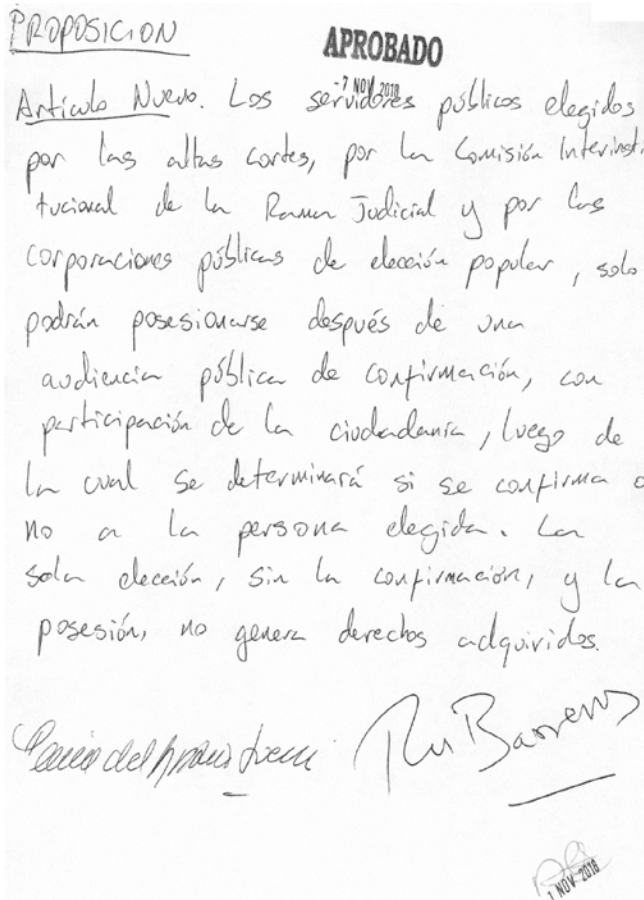 PROPOSICION
APROBADO
-7 NOV 2018
Artículo Nuevo. Los servidores públicos elegidos
por las altas cortes, por la Comisión Interinsti
tucional de la Rama Judicial y por las
corporaciones públicas de elección popular, solo
podrán posesionarse después de una
audiencia pública de confirmación, con
participación de la ciudadanía, luego de
la cual se determinará si se confirma o
no a la persona elegida. La
sola elección, sin la confirmación, y la
posesión, no genera derechos adquiridos.
Barreras
1 NOV 2018